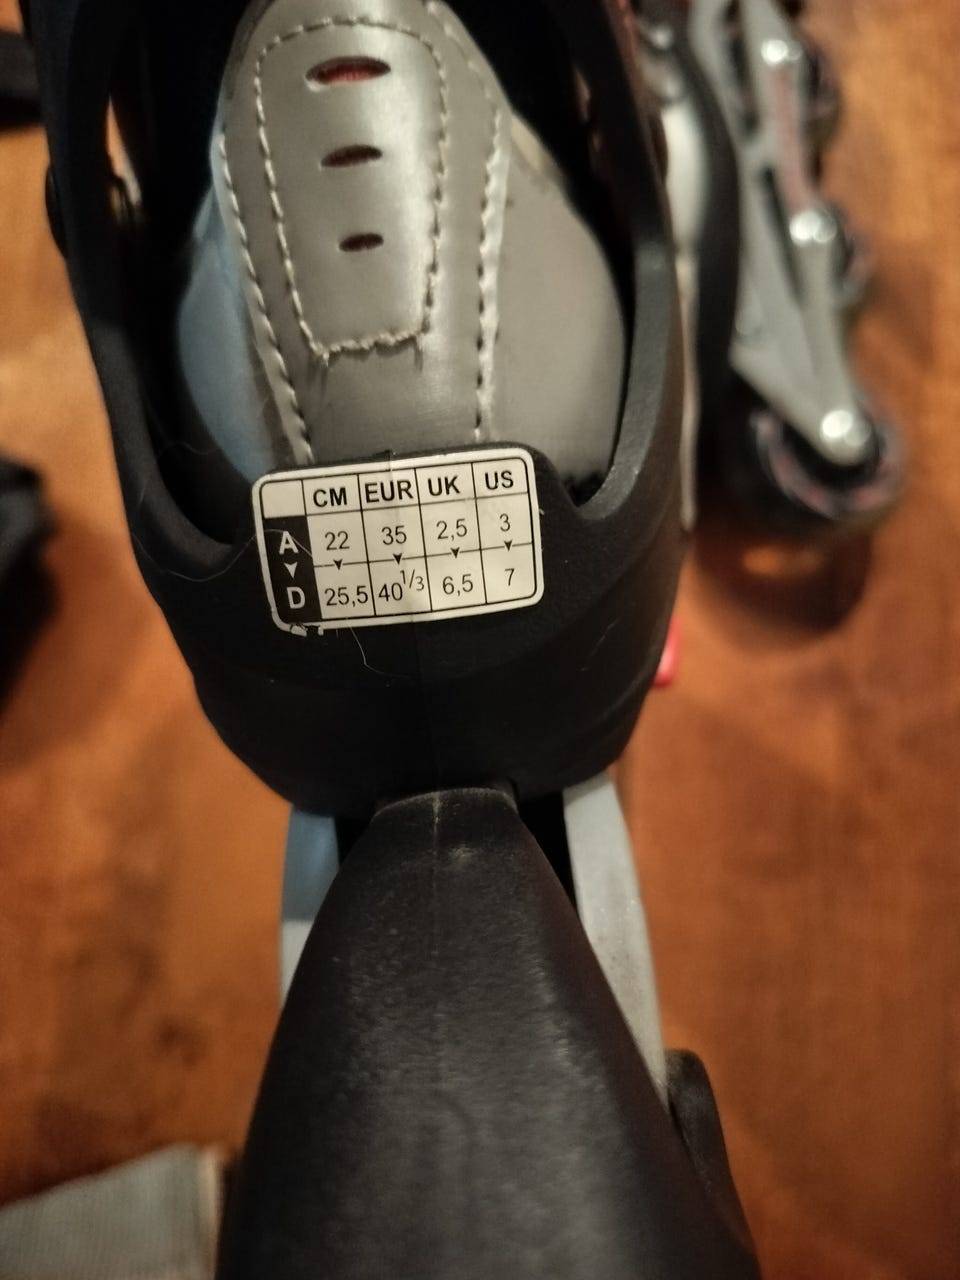 CM EUR UK US
A 22 35 2,5 3
D 25,5 40 1/3 6,5 7